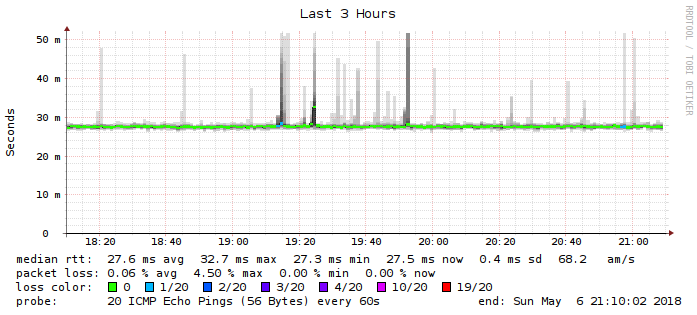 Last 3 Hours
RRDTOOL / TOBI OETIKER
Seconds
50 m
40 m
30 m
20 m
10 m
0
18:20 18:40 19:00 19:20 19:40 20:00 20:20 20:40 21:00
median rtt: 27.6 ms avg 32.7 ms max 27.3 ms min 27.5 ms now 0.4 ms sd 68.2 am/s
packet loss: 0.06 % avg 4.50 % max 0.00 % min 0.00 % now
loss color: 0 1/20 2/20 3/20 4/20 10/20 19/20
probe: 20 ICMP Echo Pings (56 Bytes) every 60s end: Sun May 6 21:10:02 2018